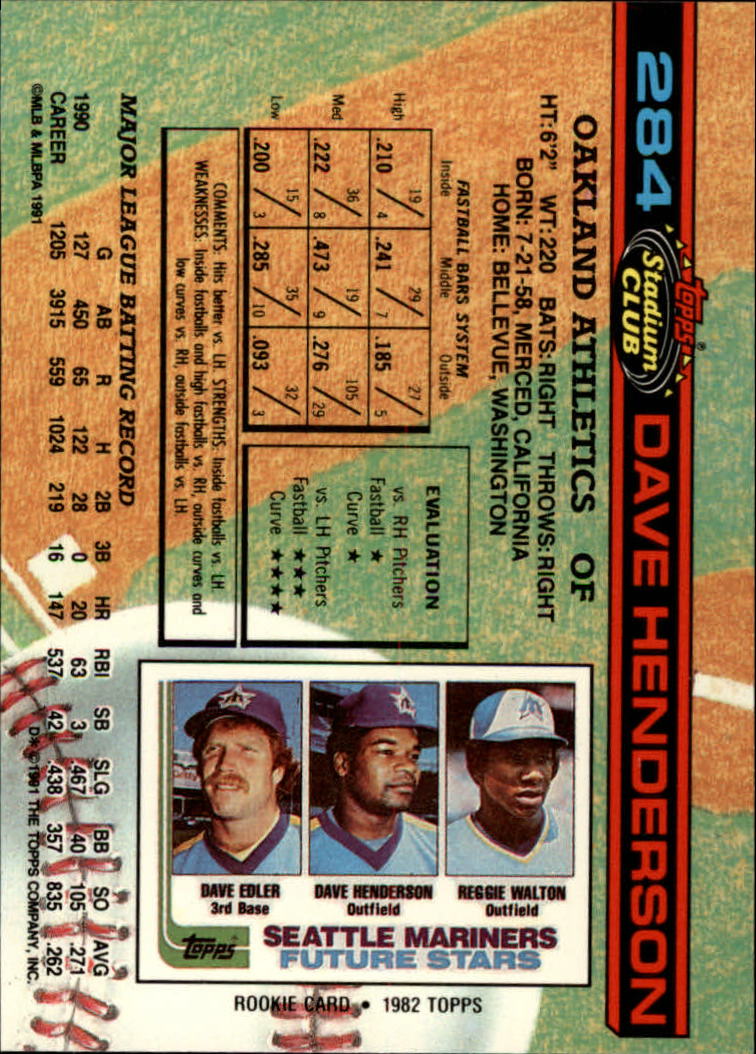 284
Topps®
Stadium
CLUB
DAVE HENDERSON
OAKLAND ATHLETICS OF
HT: 6'2" WT: 220 BATS: RIGHT THROWS: RIGHT
BORN: 7-21-58, MERCED, CALIFORNIA
HOME: BELLEVUE, WASHINGTON
FASTBALL BARS SYSTEM
Inside Middle Outside
High .210 19/4 .241 29/7 .185 27/5
Med .222 36/8 .473 19/9 .276 105/29
Low .200 15/3 .285 35/10 .093 32/3
EVALUATION
vs. RH Pitchers
Fastball ★
Curve ★
vs. LH Pitchers
Fastball ★★★
Curve ★★★★
COMMENTS: Hits better vs. LH. STRENGTHS: Inside fastballs vs. LH
WEAKNESSES: Inside fastballs and high fastballs vs. RH, outside curves and
low curves vs. RH, outside fastballs vs. LH
MAJOR LEAGUE BATTING RECORD
G AB R H 2B 3B HR RBI SB SLG BB SO AVG
1990 127 450 65 122 28 0 20 63 3 .467 40 105 .271
CAREER 1205 3915 559 1024 219 16 147 537 42 .438 357 835 .262
©MLB & MLBPA 1991
D✻©1991 THE TOPPS COMPANY, INC.
DAVE EDLER
3rd Base
DAVE HENDERSON
Outfield
REGGIE WALTON
Outfield
Topps
SEATTLE MARINERS
FUTURE STARS
ROOKIE CARD • 1982 TOPPS